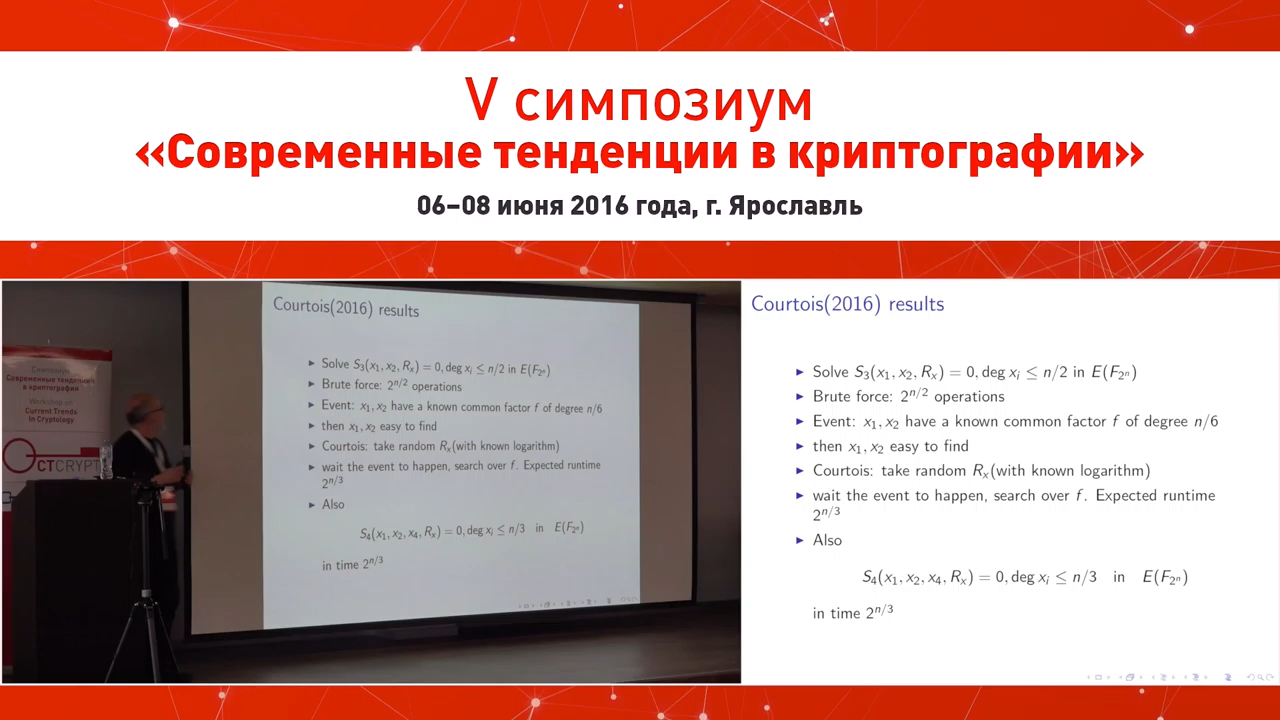 V симпозиум
«Современные тенденции в криптографии»
06–08 июня 2016 года, г. Ярославль
Симпозиум
Современные тенденции
в криптографии
Workshop on
Current Trends
in Cryptology
CTCRYPT
Courtois(2016) results
▶ Solve S₃(x₁, x₂, Rₓ) = 0, deg xᵢ ≤ n/2 in E(F₂ⁿ)
▶ Brute force: 2^{n/2} operations
▶ Event: x₁, x₂ have a known common factor f of degree n/6
▶ then x₁, x₂ easy to find
▶ Courtois: take random Rₓ(with known logarithm)
▶ wait the event to happen, search over f. Expected runtime
2^{n/3}
▶ Also
S₄(x₁, x₂, x₄, Rₓ) = 0, deg xᵢ ≤ n/3 in E(F₂ⁿ)
in time 2^{n/3}
Courtois(2016) results
▶ Solve S₃(x₁, x₂, Rₓ) = 0, deg xᵢ ≤ n/2 in E(F₂ⁿ)
▶ Brute force: 2^{n/2} operations
▶ Event: x₁, x₂ have a known common factor f of degree n/6
▶ then x₁, x₂ easy to find
▶ Courtois: take random Rₓ(with known logarithm)
▶ wait the event to happen, search over f. Expected runtime
2^{n/3}
▶ Also
S₄(x₁, x₂, x₄, Rₓ) = 0, deg xᵢ ≤ n/3 in E(F₂ⁿ)
in time 2^{n/3}